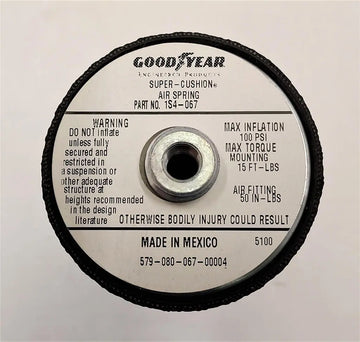 GOODYEAR
ENGINEERED PRODUCTS
SUPER-CUSHION®
AIR SPRING
PART NO. 1S4-067
WARNING
DO NOT inflate
unless fully
secured and
restricted in
a suspension or
other adequate
structure at
heights recommended
in the design
literature
MAX INFLATION
100 PSI
MAX TORQUE
MOUNTING
15 FT-LBS
AIR FITTING
50 IN-LBS
OTHERWISE BODILY INJURY COULD RESULT
MADE IN MEXICO
5100
579-080-067-00004